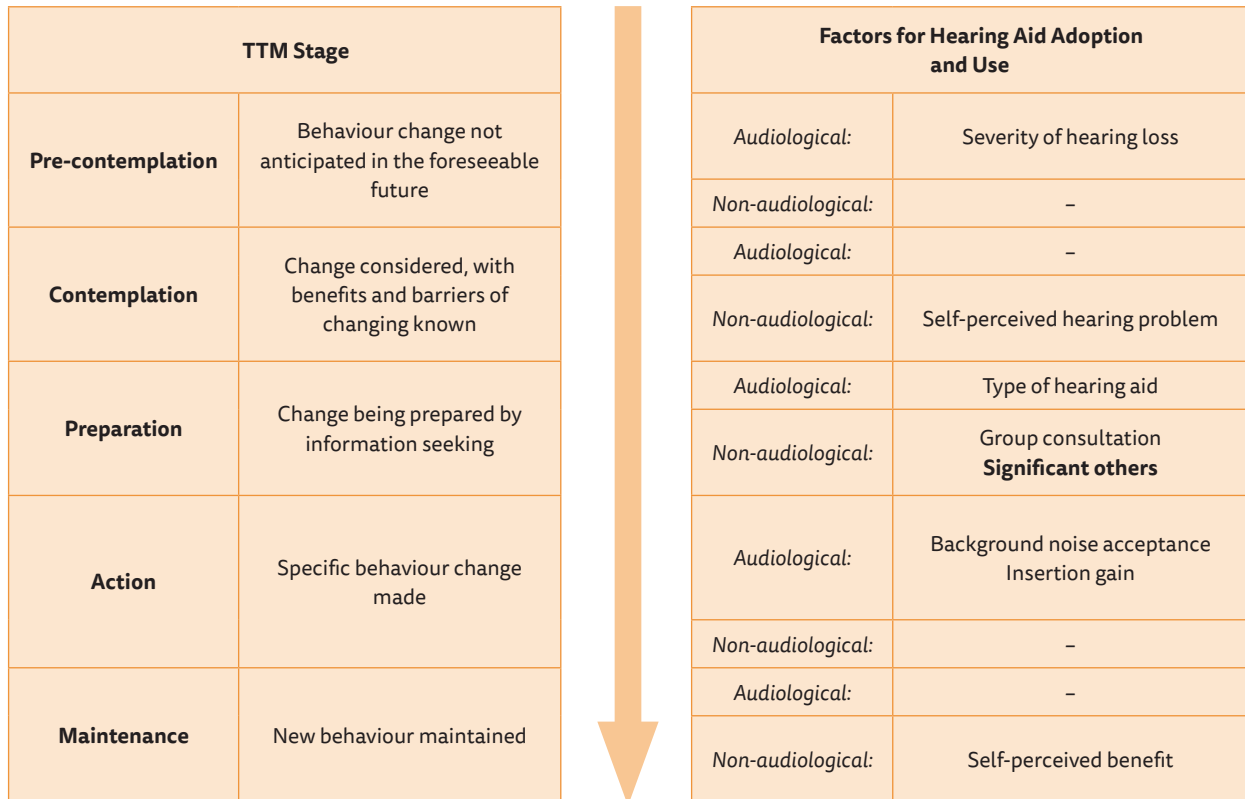 TTM Stage
Pre-contemplation
Behaviour change not
anticipated in the foreseeable
future
Contemplation
Change considered, with
benefits and barriers of
changing known
Preparation
Change being prepared by
information seeking
Action
Specific behaviour change
made
Maintenance
New behaviour maintained
Factors for Hearing Aid Adoption
and Use
Audiological:
Severity of hearing loss
Non-audiological:
–
Audiological:
–
Non-audiological:
Self-perceived hearing problem
Audiological:
Type of hearing aid
Non-audiological:
Group consultation
Significant others
Audiological:
Background noise acceptance
Insertion gain
Non-audiological:
–
Audiological:
–
Non-audiological:
Self-perceived benefit